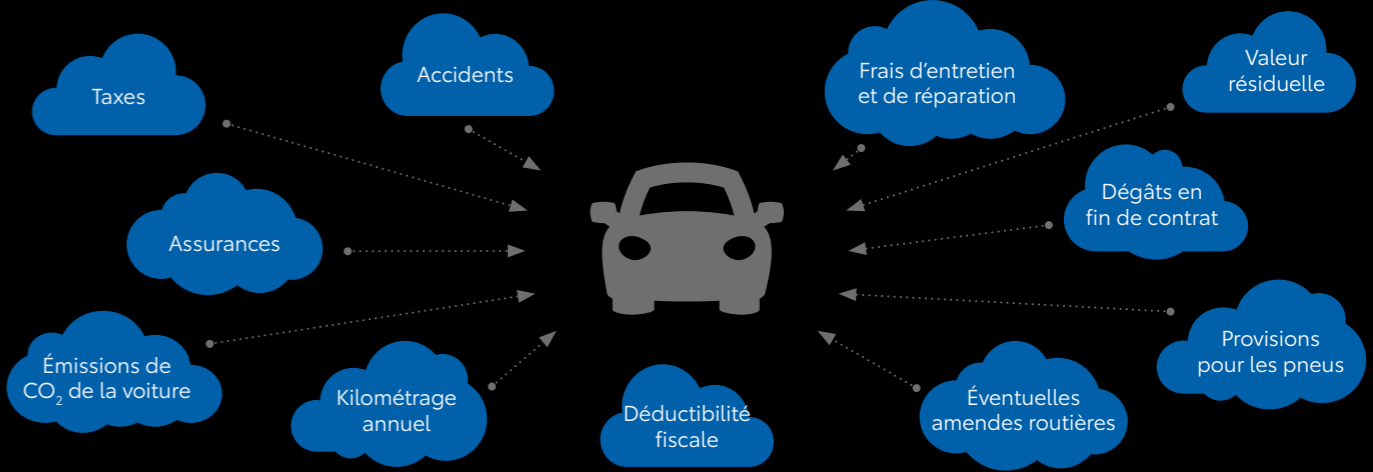 Taxes
Accidents
Frais d’entretien
et de réparation
Valeur
résiduelle
Assurances
Dégâts en
fin de contrat
Émissions de
CO₂ de la voiture
Kilométrage
annuel
Déductibilité
fiscale
Éventuelles
amendes routières
Provisions
pour les pneus